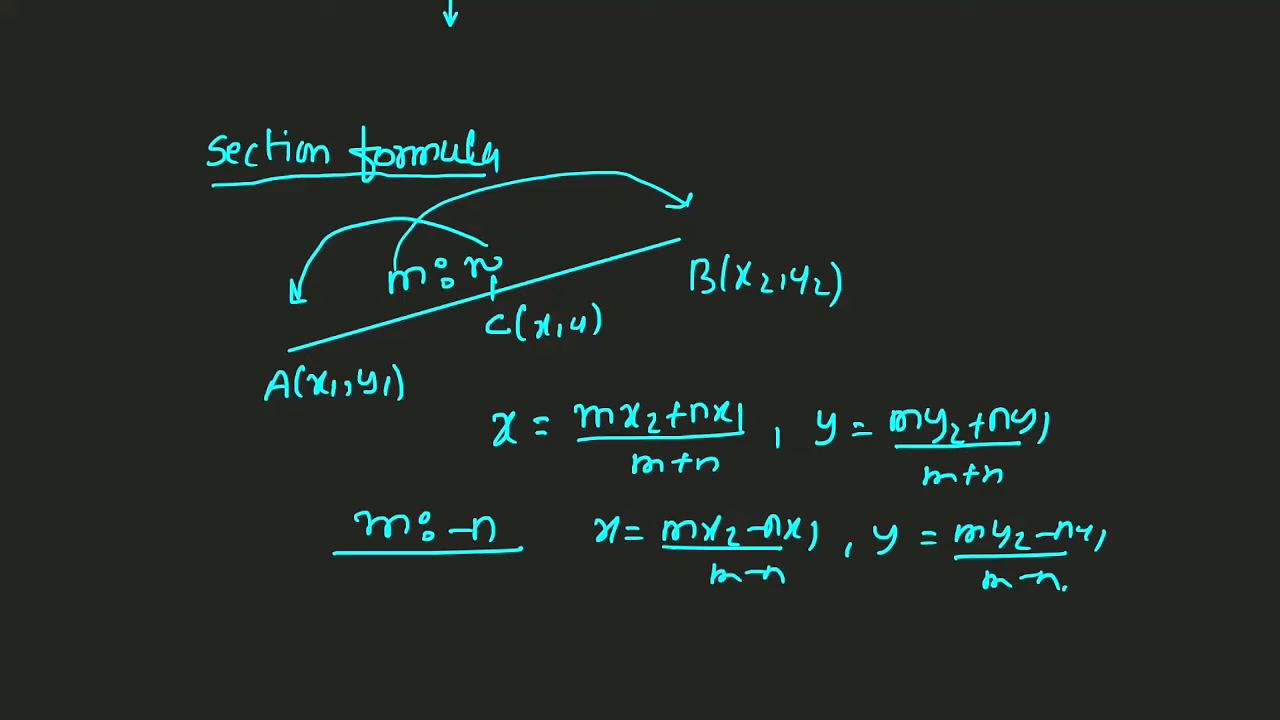 section formula
m:n
B(x₂,y₂)
C(x,y)
A(x₁,y₁)
x = (mx₂+nx₁)/(m+n), y = (my₂+ny₁)/(m+n)
m:-n x = (mx₂-nx₁)/(m-n), y = (my₂-ny₁)/(m-n).